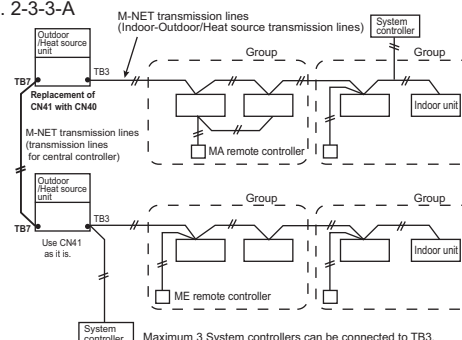 . 2-3-3-A
M-NET transmission lines
(Indoor-Outdoor/Heat source transmission lines)
System
controller
Outdoor
/Heat source
unit
Group
Group
TB7
TB3
Replacement of
CN41 with CN40
Indoor unit
MA remote controller
M-NET transmission lines
(transmission lines
for central controller)
Outdoor
/Heat source
unit
Group
Group
TB7
TB3
Use CN41
as it is.
Indoor unit
ME remote controller
System
controller
Maximum 3 System controllers can be connected to TB3.